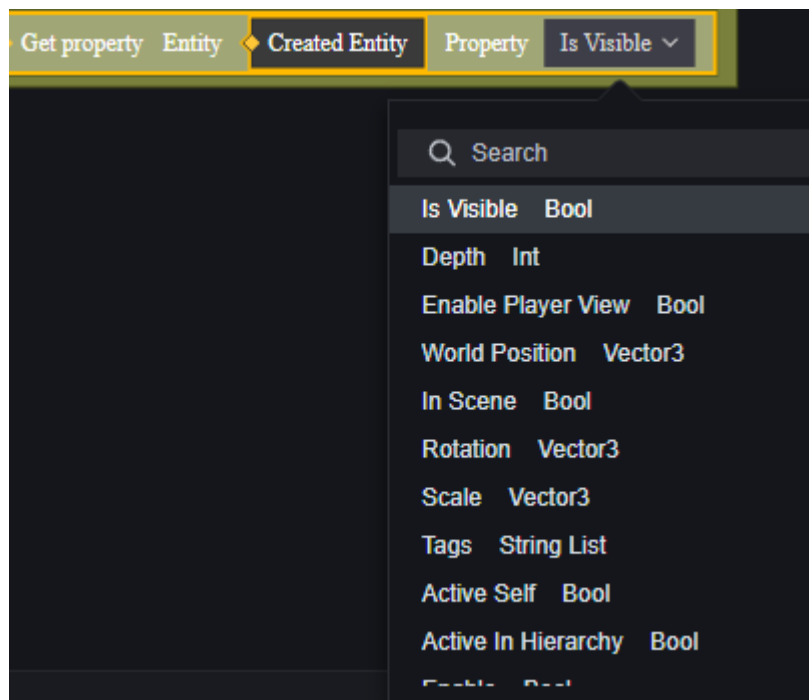 Get property Entity Created Entity Property Is Visible
Search
Is Visible Bool
Depth Int
Enable Player View Bool
World Position Vector3
In Scene Bool
Rotation Vector3
Scale Vector3
Tags String List
Active Self Bool
Active In Hierarchy Bool